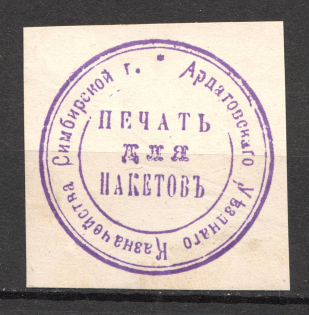 * Ардатовскаго Уѣзднаго Казначейства Симбирской г.
ПЕЧАТЬ
ДЛЯ
ПАКЕТОВЪ